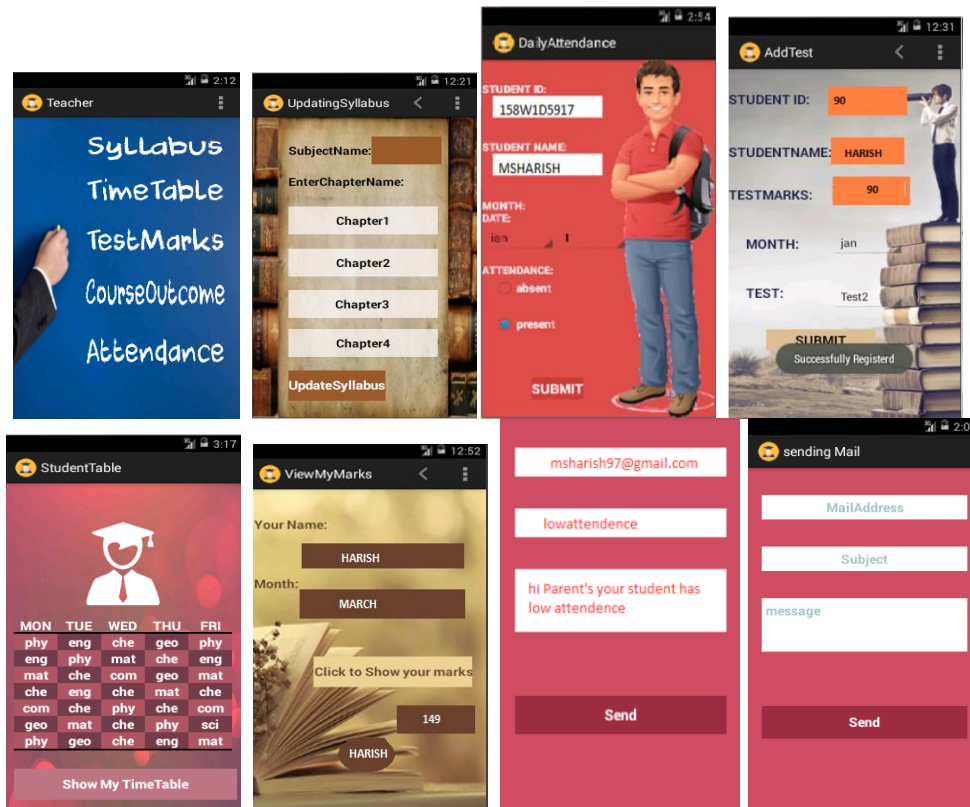 2:12
Teacher
Syllabus
TimeTable
TestMarks
CourseOutcome
Attendance
12:21
UpdatingSyllabus
SubjectName:
EnterChapterName:
Chapter1
Chapter2
Chapter3
Chapter4
UpdateSyllabus
2:54
DailyAttendance
STUDENT ID:
158W1D5917
STUDENT NAME:
MSHARISH
MONTH:
DATE:
jan 1
ATTENDANCE:
absent
present
SUBMIT
12:31
AddTest
STUDENT ID: 90
STUDENTNAME: HARISH
TESTMARKS: 90
MONTH: jan
TEST: Test2
SUBMIT
Successfully Registerd
3:17
StudentTable
MON TUE WED THU FRI
phy eng che geo phy
eng phy mat che eng
mat che com geo mat
che eng che mat che
com che phy che com
geo mat che phy sci
phy geo che eng mat
Show My TimeTable
12:52
ViewMyMarks
Your Name:
HARISH
Month:
MARCH
Click to Show your marks
149
HARISH
msharish97@gmail.com
lowattendence
hi Parent's your student has
low attendence
Send
2:0
sending Mail
MailAddress
Subject
message
Send